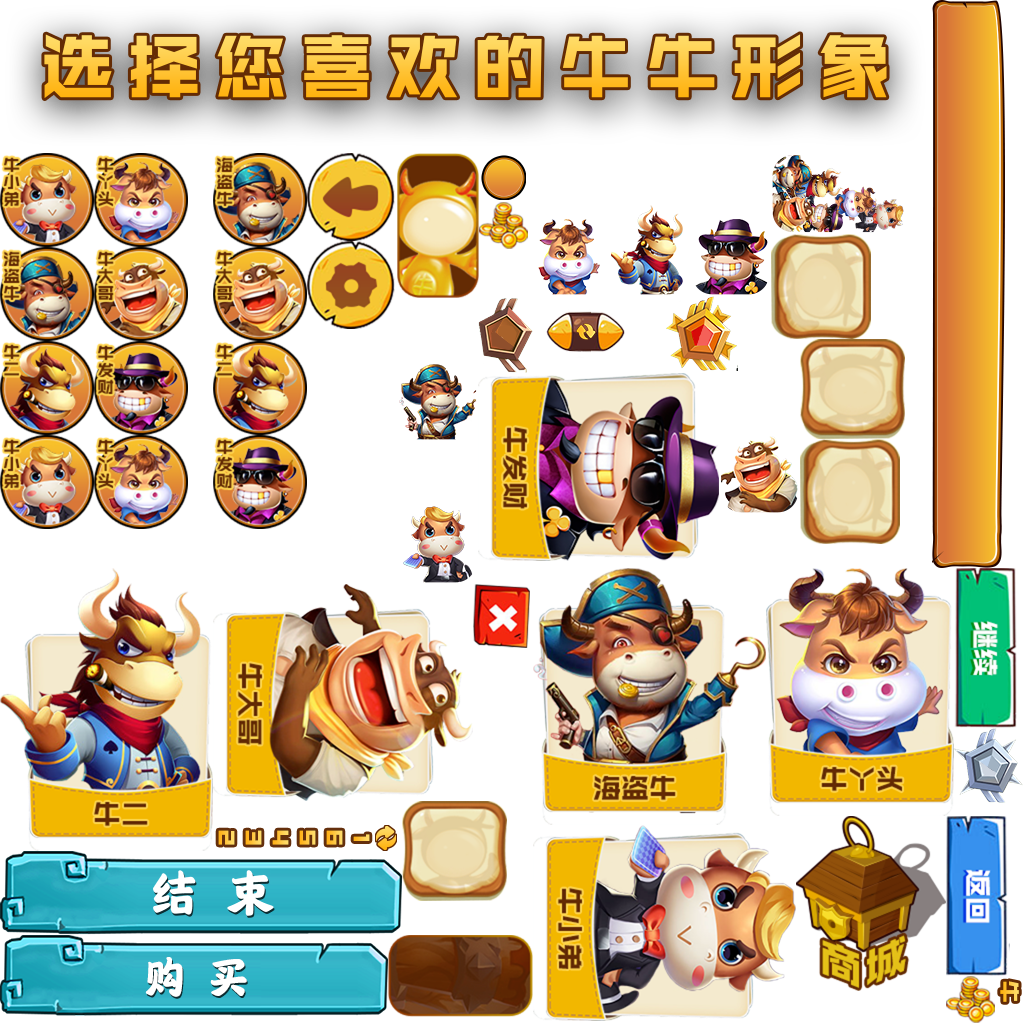 选择您喜欢的牛牛形象
牛小弟
牛丫头
海盗牛
海盗牛
牛大哥
牛大哥
牛二
牛发财
牛二
牛小弟
牛丫头
牛发财
牛发财
牛二
牛大哥
海盗牛
牛丫头
继续
234561
结束
购买
牛小弟
商城
返回
牛